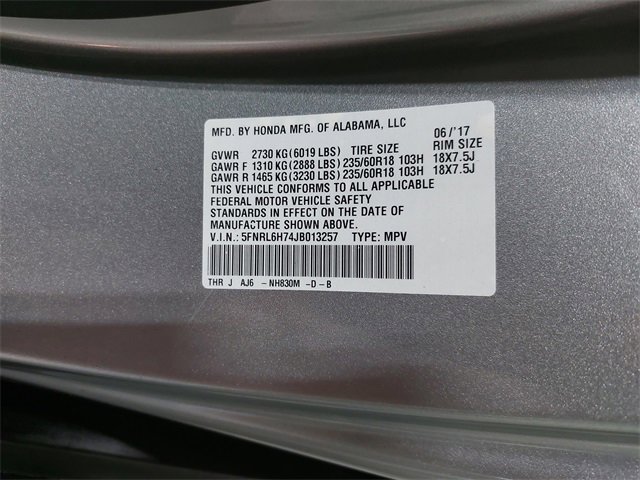 MFD. BY HONDA MFG. OF ALABAMA, LLC 06/'17
GVWR 2730 KG(6019 LBS) TIRE SIZE RIM SIZE
GAWR F 1310 KG(2888 LBS) 235/60R18 103H 18X7.5J
GAWR R 1465 KG(3230 LBS) 235/60R18 103H 18X7.5J
THIS VEHICLE CONFORMS TO ALL APPLICABLE
FEDERAL MOTOR VEHICLE SAFETY
STANDARDS IN EFFECT ON THE DATE OF
MANUFACTURE SHOWN ABOVE.
V.I.N.: 5FNRL6H74JB013257 TYPE: MPV
THR J AJ6 -NH830M -D-B